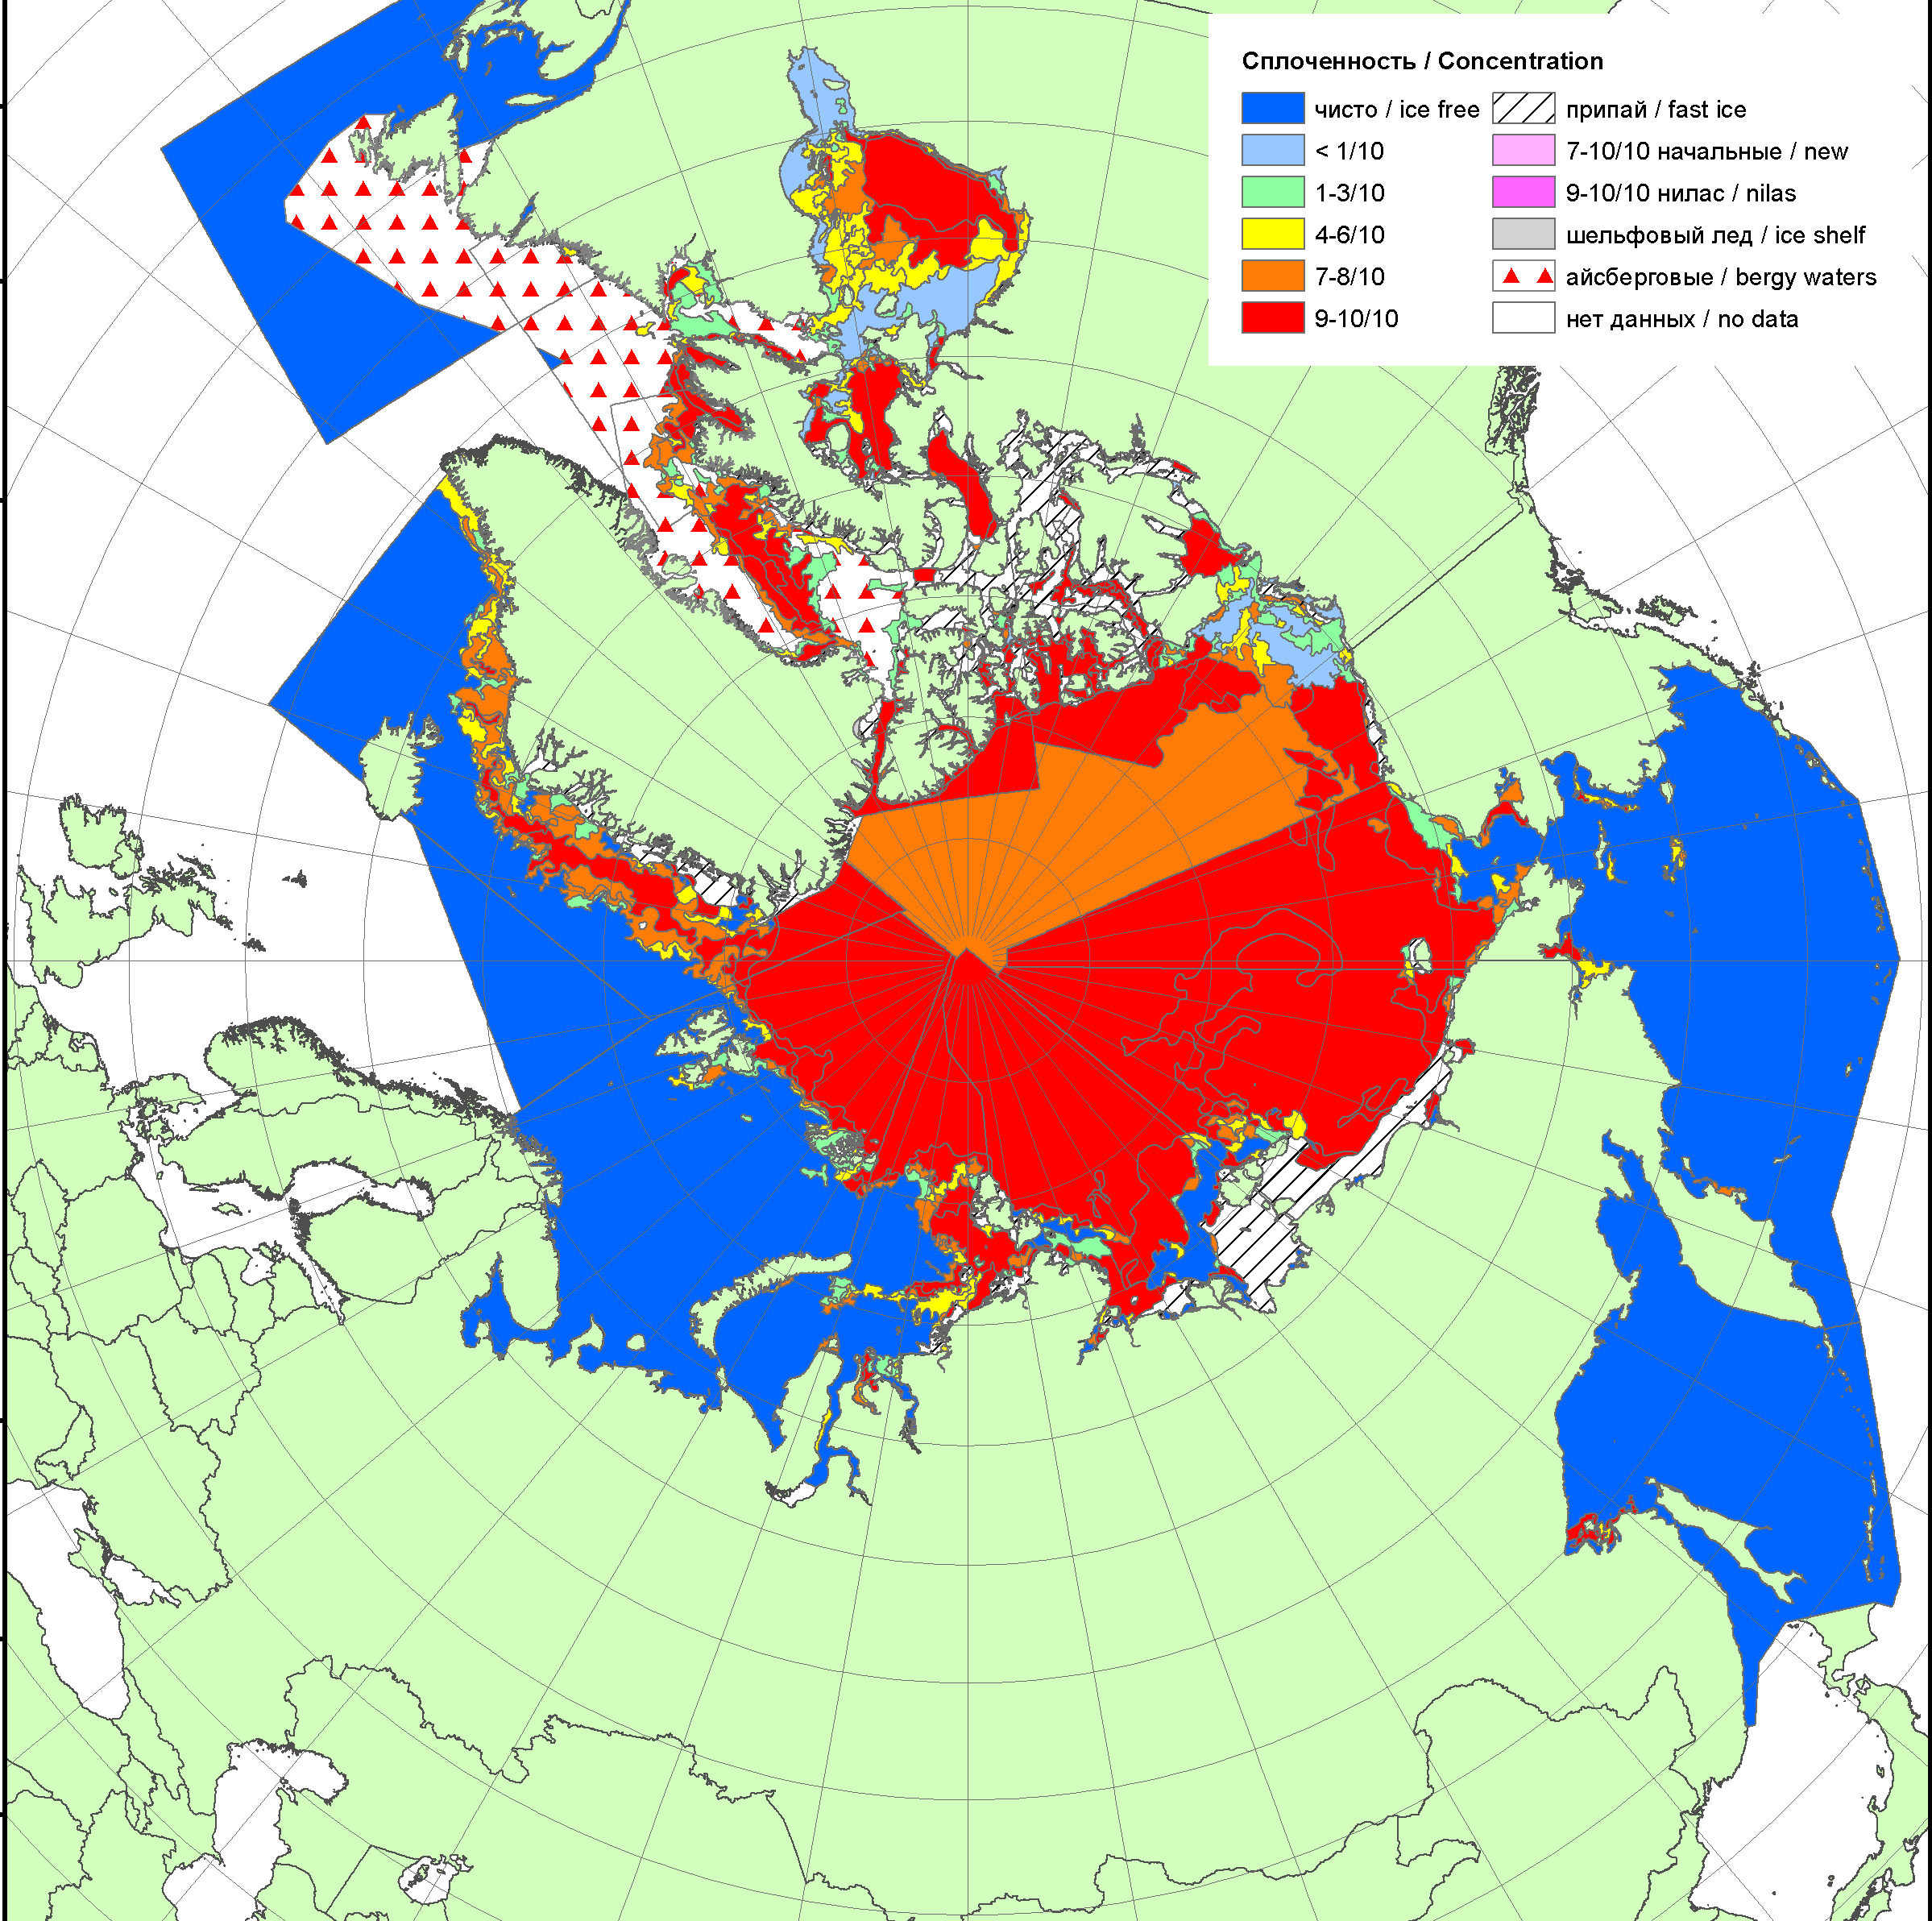 Сплоченность / Concentration
чисто / ice free
< 1/10
1-3/10
4-6/10
7-8/10
9-10/10
припай / fast ice
7-10/10 начальные / new
9-10/10 нилас / nilas
шельфовый лед / ice shelf
айсберговые / bergy waters
нет данных / no data